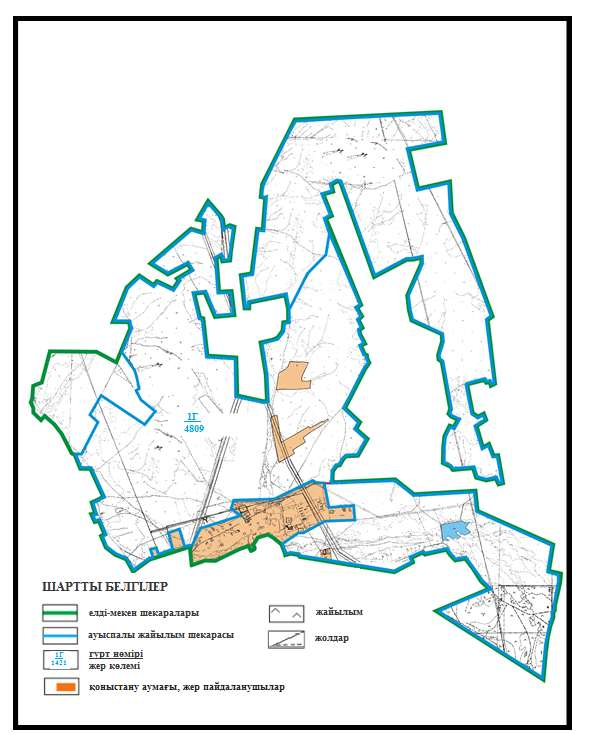 1Г
4809
ШАРТТЫ БЕЛГІЛЕР
елді-мекен шекаралары
ауыспалы жайылым шекарасы
1Г
1421
гурт нөмірі
жер көлемі
қоныстану аумағы, жер пайдаланушылар
жайылым
жолдар